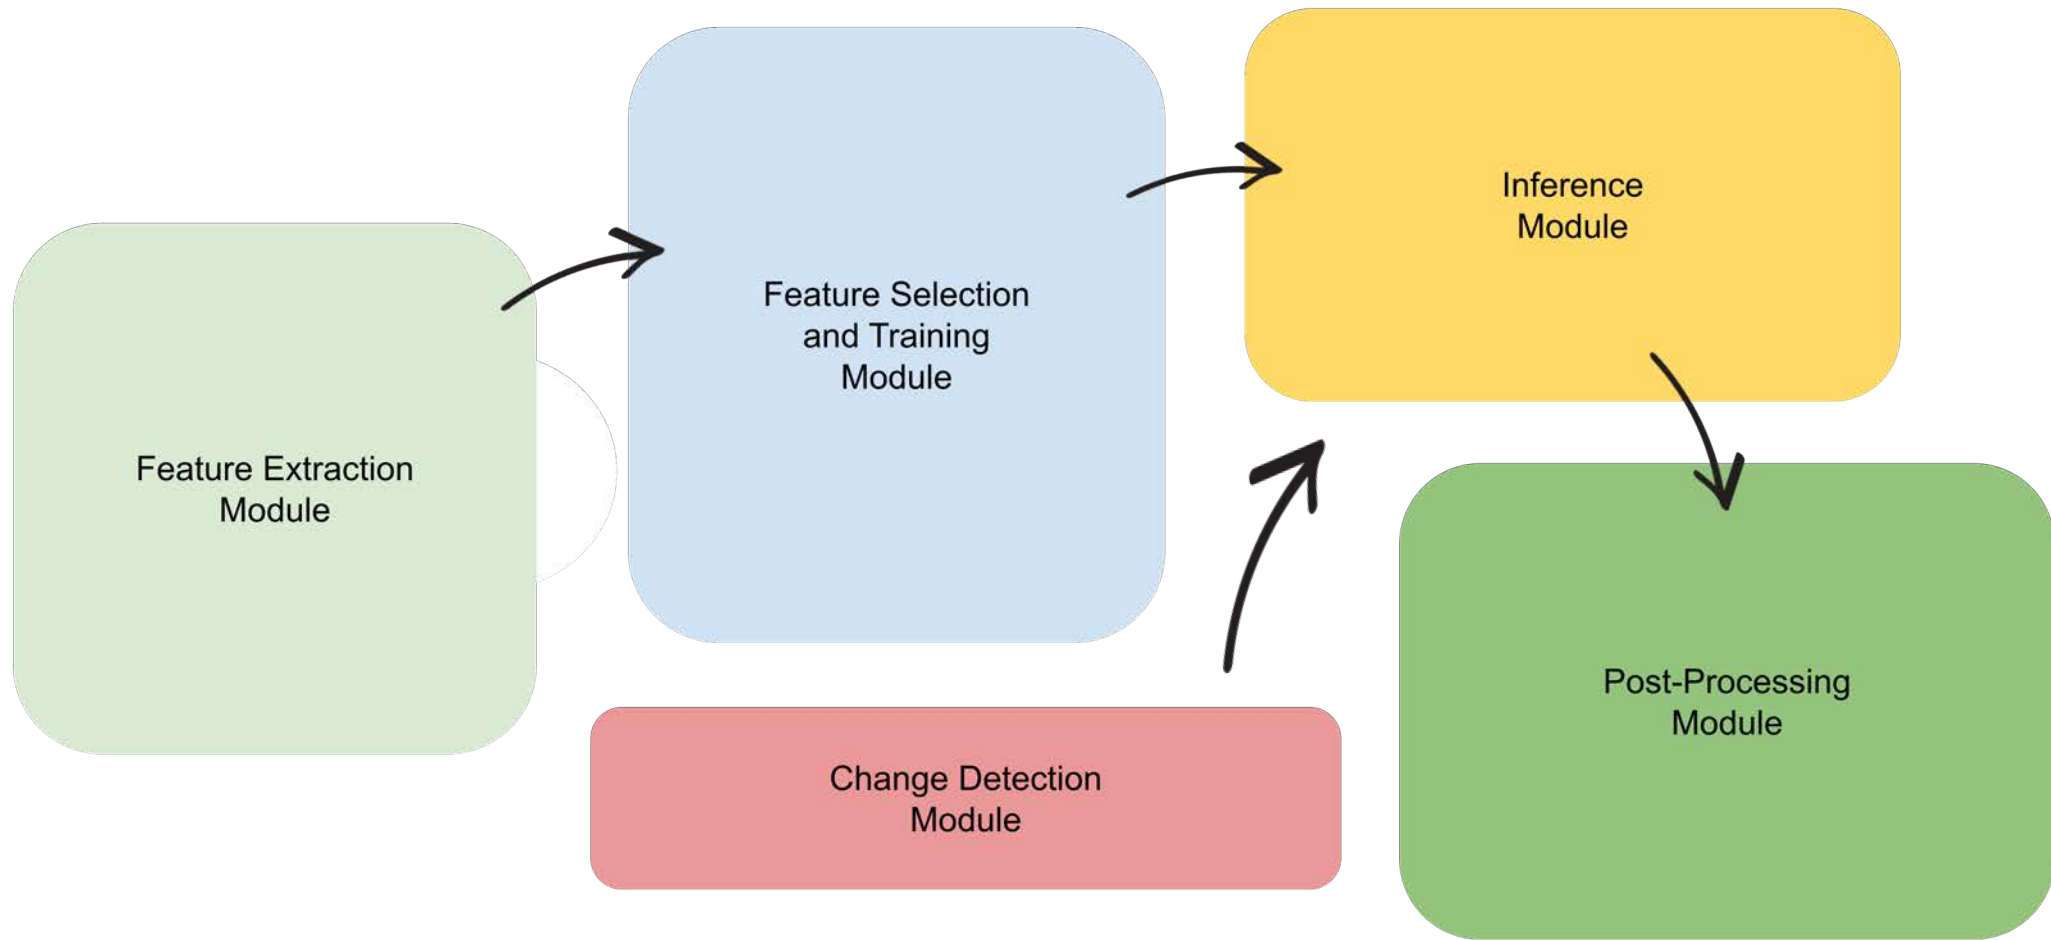 Feature Extraction
Module
Feature Selection
and Training
Module
Inference
Module
Change Detection
Module
Post-Processing
Module